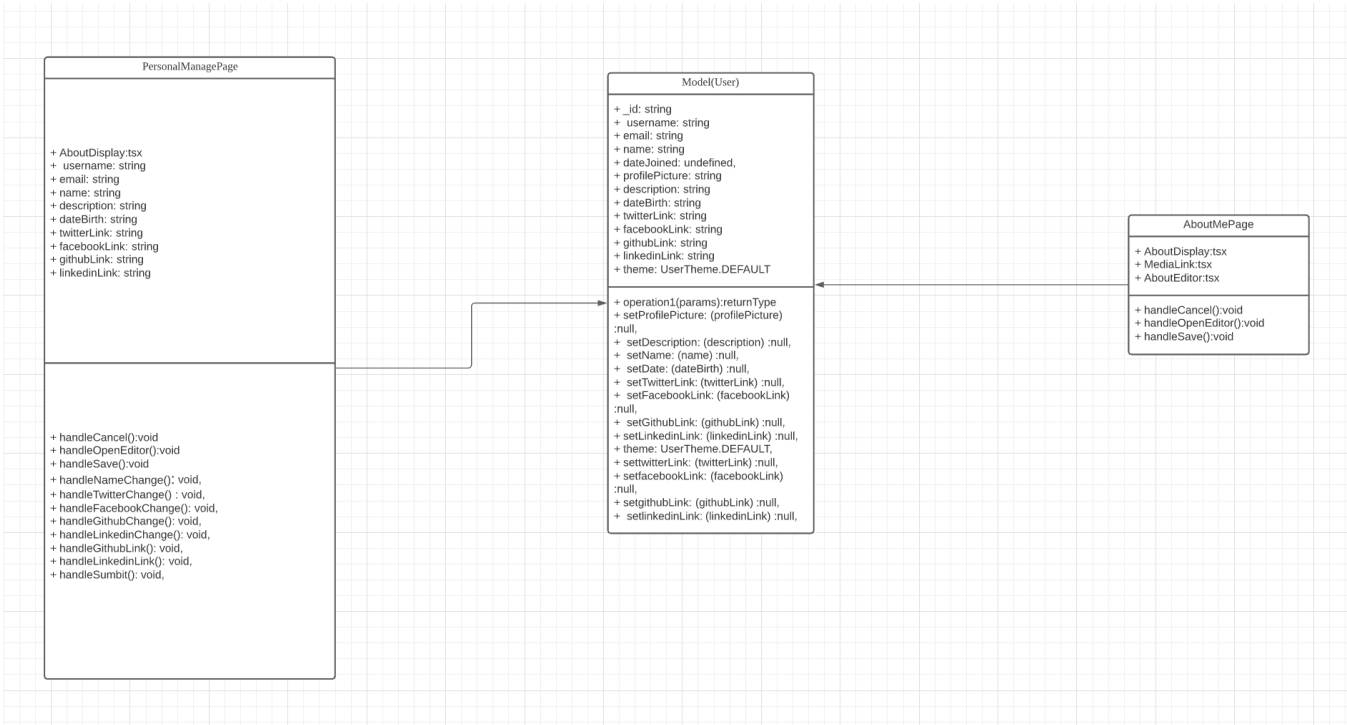 PersonalManagePage
+ AboutDisplay:tsx
+ username: string
+ email: string
+ name: string
+ description: string
+ dateBirth: string
+ twitterLink: string
+ facebookLink: string
+ githubLink: string
+ linkedinLink: string
+ handleCancel():void
+ handleOpenEditor():void
+ handleSave():void
+ handleNameChange(): void,
+ handleTwitterChange() : void,
+ handleFacebookChange(): void,
+ handleGithubChange(): void,
+ handleLinkedinChange(): void,
+ handleGithubLink(): void,
+ handleLinkedinLink(): void,
+ handleSumbit(): void,
Model(User)
+ _id: string
+ username: string
+ email: string
+ name: string
+ dateJoined: undefined,
+ profilePicture: string
+ description: string
+ dateBirth: string
+ twitterLink: string
+ facebookLink: string
+ githubLink: string
+ linkedinLink: string
+ theme: UserTheme.DEFAULT
+ operation1(params):returnType
+ setProfilePicture: (profilePicture)
:null,
+ setDescription: (description) :null,
+ setName: (name) :null,
+ setDate: (dateBirth) :null,
+ setTwitterLink: (twitterLink) :null,
+ setFacebookLink: (facebookLink)
:null,
+ setGithubLink: (githubLink) :null,
+ setLinkedinLink: (linkedinLink) :null,
+ theme: UserTheme.DEFAULT,
+ settwitterLink: (twitterLink) :null,
+ setfacebookLink: (facebookLink)
:null,
+ setgithubLink: (githubLink) :null,
+ setlinkedinLink: (linkedinLink) :null,
AboutMePage
+ AboutDisplay:tsx
+ MediaLink:tsx
+ AboutEditor:tsx
+ handleCancel():void
+ handleOpenEditor():void
+ handleSave():void